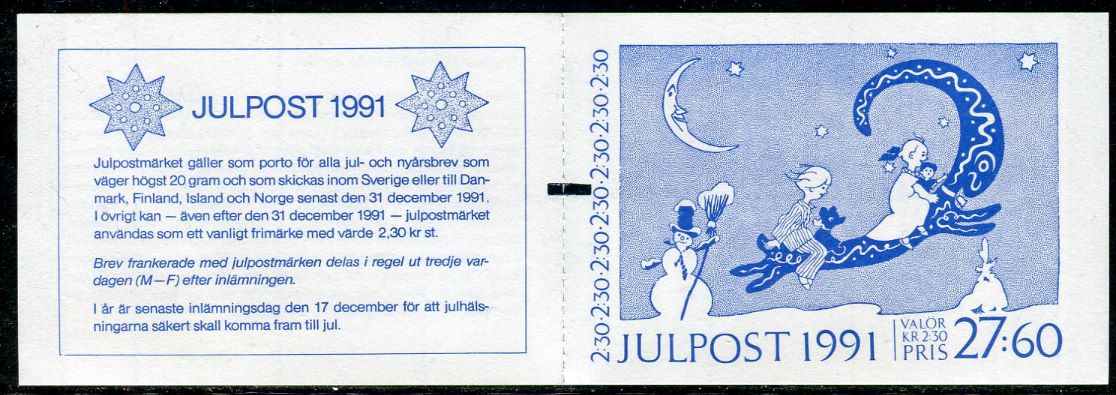 JULPOST 1991
Julpostmärket gäller som porto för alla jul- och nyårsbrev som
väger högst 20 gram och som skickas inom Sverige eller till Dan-
mark, Finland, Island och Norge senast den 31 december 1991.
I övrigt kan — även efter den 31 december 1991 — julpostmärket
användas som ett vanligt frimärke med värde 2,30 kr st.
Brev frankerade med julpostmärken delas i regel ut tredje var-
dagen (M—F) efter inlämningen.
I år är senaste inlämningsdag den 17 december för att julhäls-
ningarna säkert skall komma fram till jul.
2:30·2:30·2:30·2:30·2:30·2:30·2:30
JULPOST 1991
VALÖR
KR 2:30
PRIS
27:60